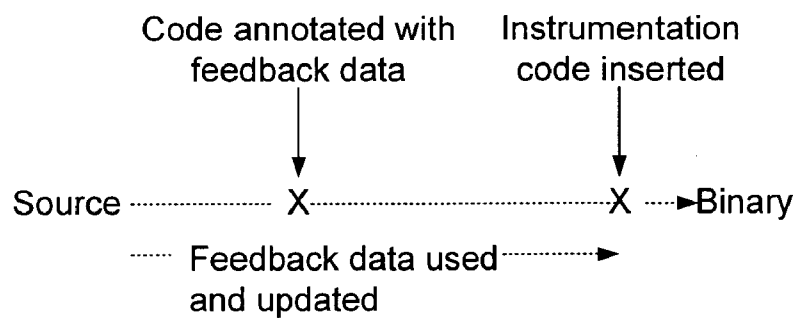 Code annotated with
feedback data
Instrumentation
code inserted
Source X X Binary
Feedback data used
and updated